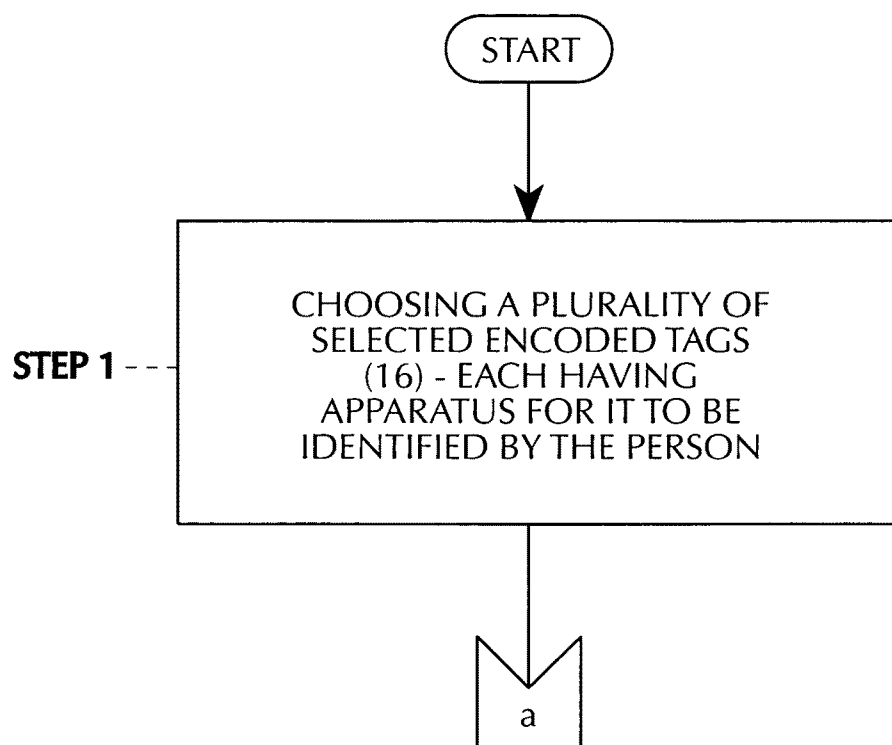 START
CHOOSING A PLURALITY OF
SELECTED ENCODED TAGS
(16) - EACH HAVING
APPARATUS FOR IT TO BE
IDENTIFIED BY THE PERSON
STEP 1
a